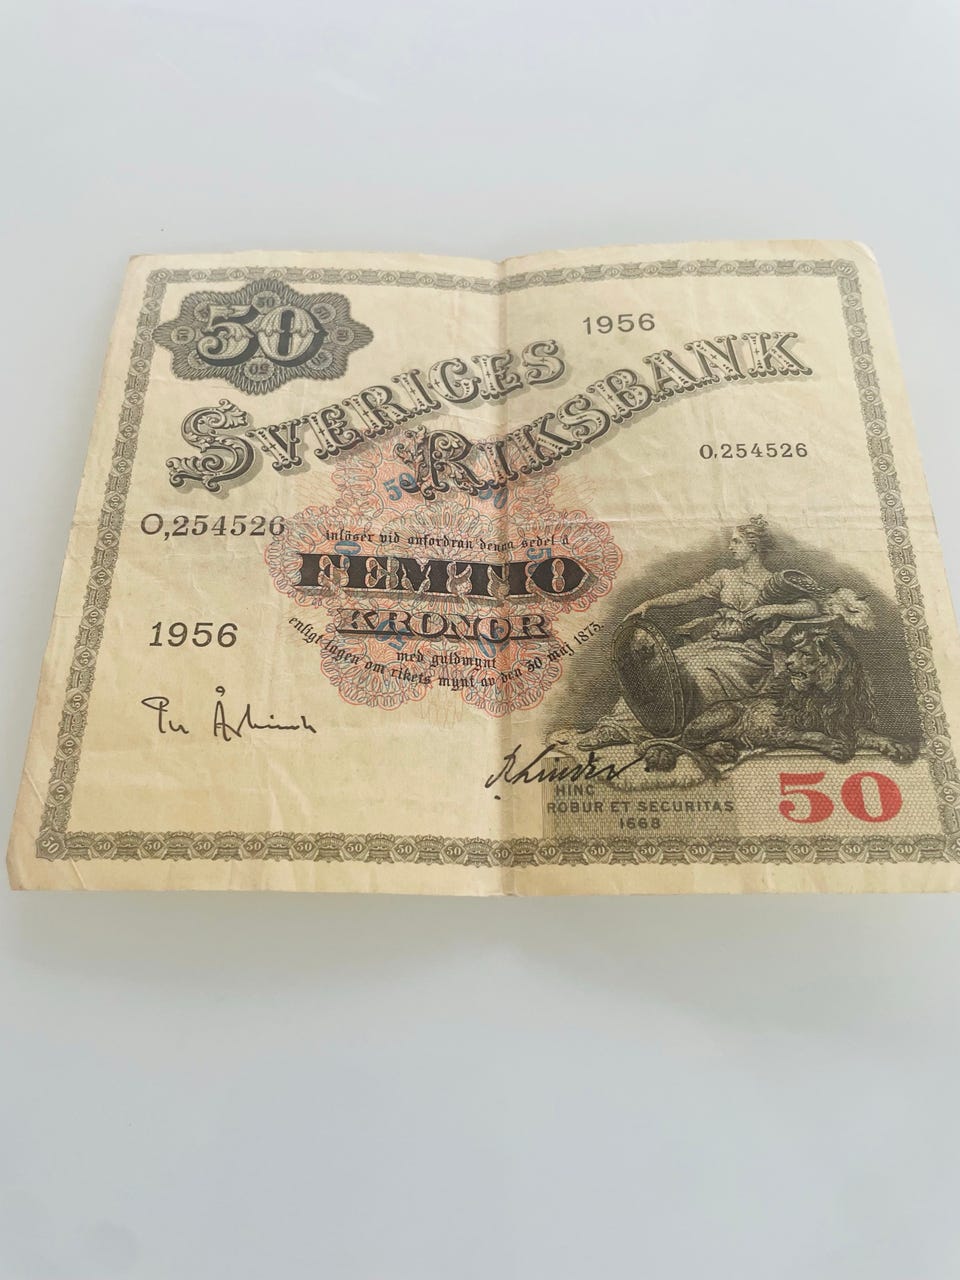 50
1956
SVERIGES
RIKSBANK
O,254526
O,254526
inlöser vid anfordran denna sedel å
FEMTIO
KRONOR
med guldmynt
enligt lagen om rikets mynt av den 30 maj 1873.
1956
HINC
ROBUR ET SECURITAS
1668
50